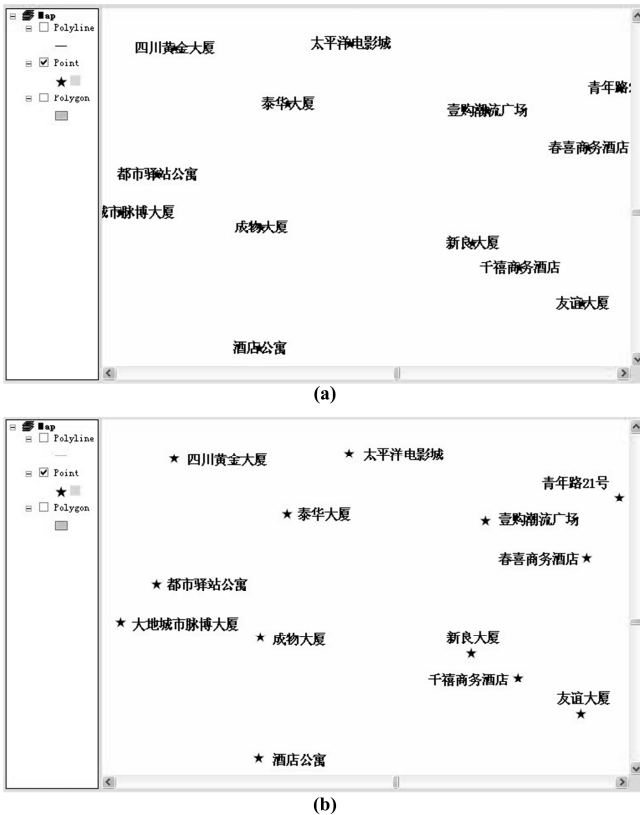 Map
Polyline
Point
Polygon
四川黄金大厦
太平洋电影城
青年路2
泰华大厦
壹购潮流广场
春喜商务酒店
都市驿站公寓
城市脉博大厦
成物大厦
新良大厦
千禧商务酒店
友谊大厦
酒店公寓
(a)
Map
Polyline
Point
Polygon
四川黄金大厦
太平洋电影城
青年路21号
泰华大厦
壹购潮流广场
春喜商务酒店
都市驿站公寓
大地城市脉博大厦
成物大厦
新良大厦
千禧商务酒店
友谊大厦
酒店公寓
(b)